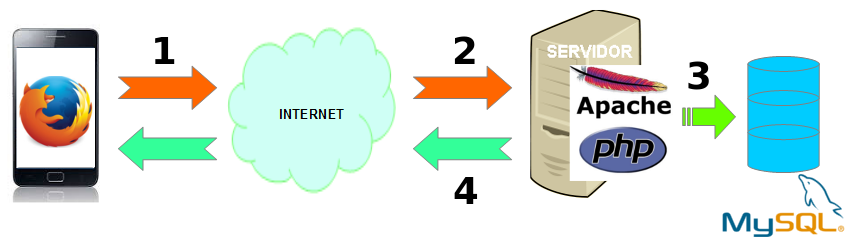 1
2
SERVIDOR
3
Apache
INTERNET
php
4
MySQL®